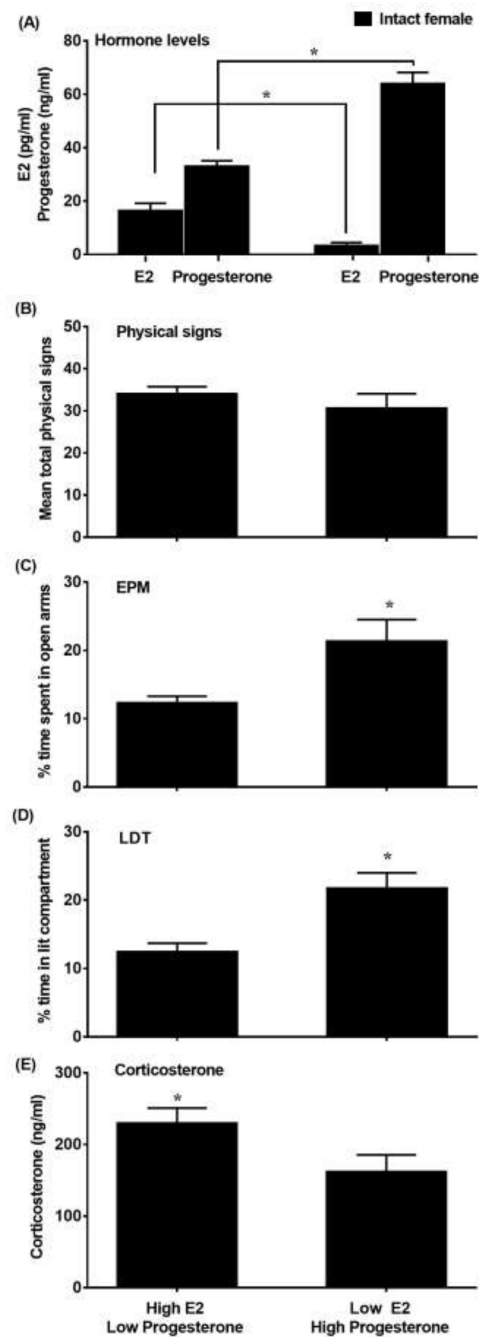 (A)
Intact female
Hormone levels
E2 (pg/ml)
Progesterone (ng/ml)
80
60
40
20
0
*
*
E2 Progesterone E2 Progesterone
(B)
Physical signs
Mean total physical signs
50
40
30
20
10
0
(C)
EPM
% time spent in open arms
30
20
10
0
*
(D)
LDT
% time in lit compartment
30
20
10
0
*
(E)
Corticosterone
Corticosterone (ng/ml)
300
200
100
0
*
High E2
Low Progesterone
Low E2
High Progesterone